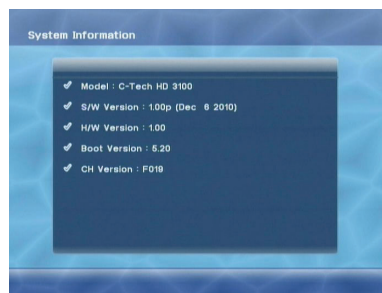 System Information
Model : C-Tech HD 3100
S/W Version : 1.00p (Dec 6 2010)
H/W Version : 1.00
Boot Version : 5.20
CH Version : F019